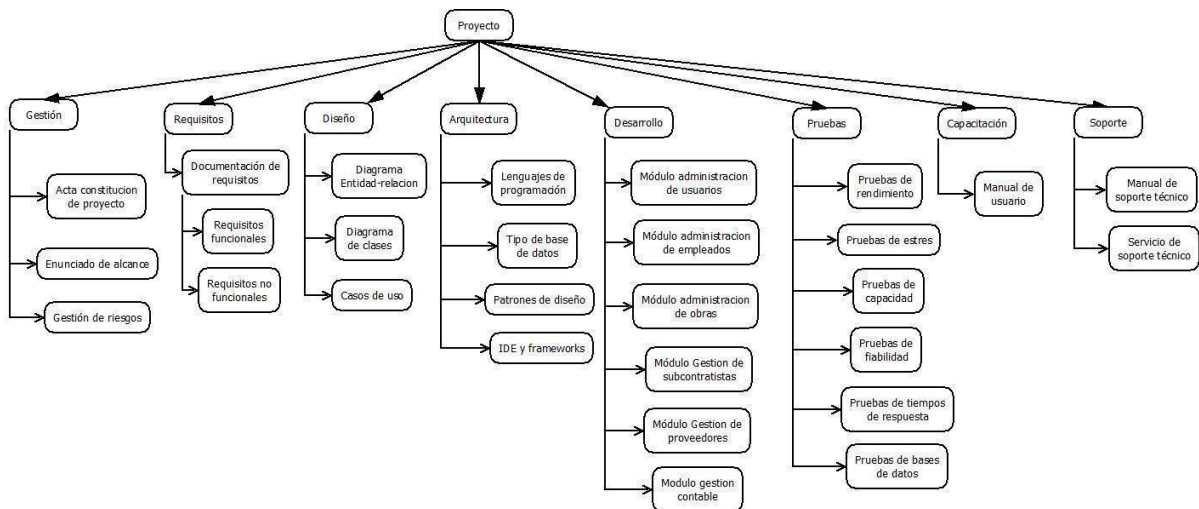 Proyecto
Gestión
Acta constitucion
de proyecto
Enunciado de alcance
Gestión de riesgos
Requisitos
Documentación de
requisitos
Requisitos
funcionales
Requisitos no
funcionales
Diseño
Diagrama
Entidad-relacion
Diagrama
de clases
Casos de uso
Arquitectura
Lenguajes de
programación
Tipo de base
de datos
Patrones de diseño
IDE y frameworks
Desarrollo
Módulo administracion
de usuarios
Módulo administracion
de empleados
Módulo administracion
de obras
Módulo Gestion de
subcontratistas
Módulo Gestion de
proveedores
Modulo gestion
contable
Pruebas
Pruebas de
rendimiento
Pruebas de estres
Pruebas de
capacidad
Pruebas de
fiabilidad
Pruebas de tiempos
de respuesta
Pruebas de bases
de datos
Capacitación
Manual de
usuario
Soporte
Manual de
soporte técnico
Servicio de
soporte técnico